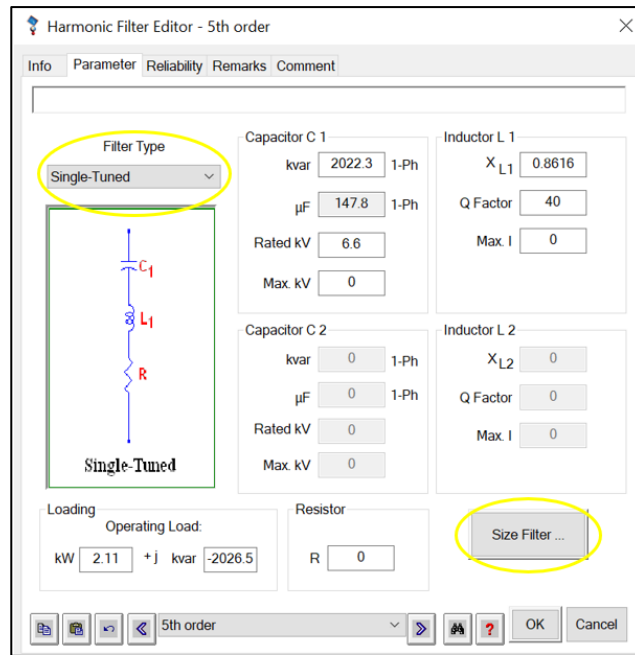 Harmonic Filter Editor - 5th order
Info Parameter Reliability Remarks Comment
Filter Type
Single-Tuned
C1
L1
R
Single-Tuned
Capacitor C 1
kvar 2022.3 1-Ph
µF 147.8 1-Ph
Rated kV 6.6
Max. kV 0
Inductor L 1
X L1 0.8616
Q Factor 40
Max. I 0
Capacitor C 2
kvar 0 1-Ph
µF 0 1-Ph
Rated kV 0
Max. kV 0
Inductor L 2
X L2 0
Q Factor 0
Max. I 0
Loading
Operating Load:
kW 2.11 + j kvar -2026.5
Resistor
R 0
Size Filter ...
5th order
?
OK
Cancel